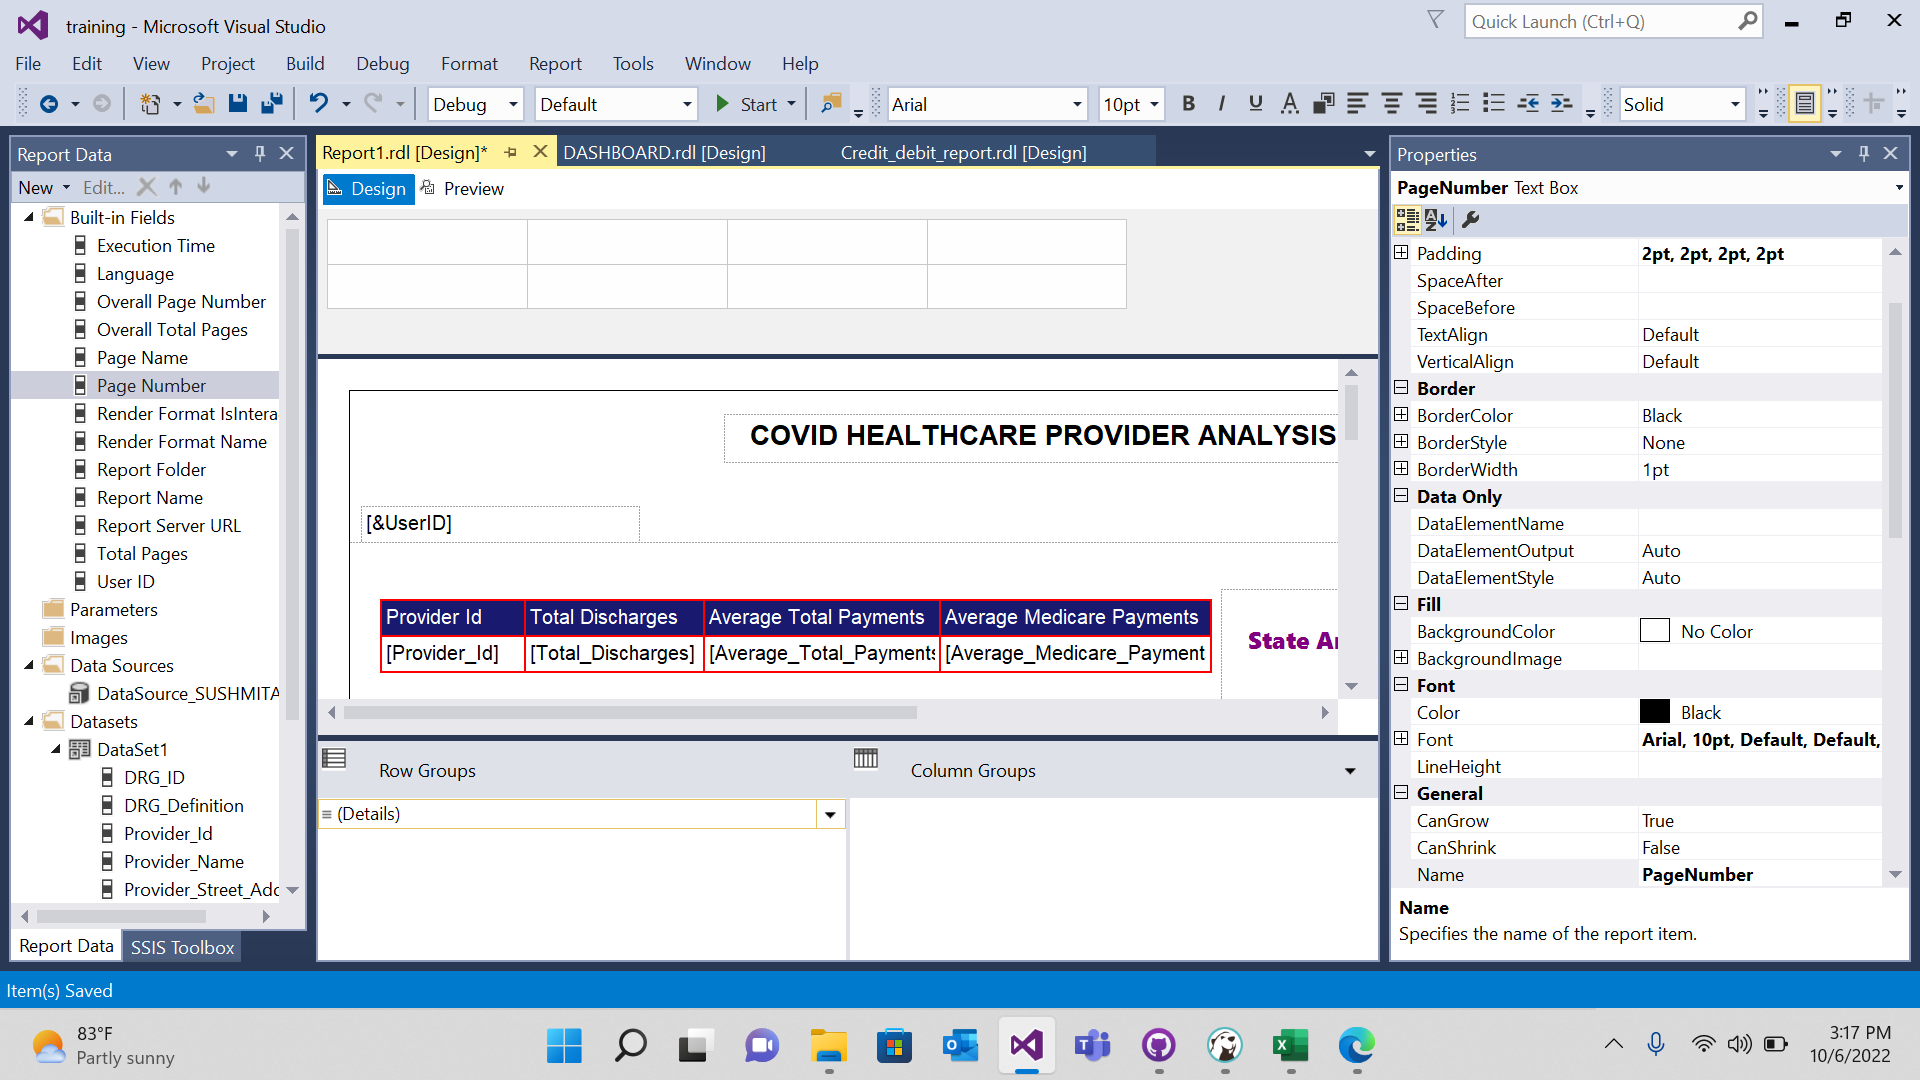 training - Microsoft Visual Studio
Quick Launch (Ctrl+Q)
File Edit View Project Build Debug Format Report Tools Window Help
Debug Default Start Arial 10pt B I U A Solid
Report Data
New Edit...
Built-in Fields
Execution Time
Language
Overall Page Number
Overall Total Pages
Page Name
Page Number
Render Format IsIntera
Render Format Name
Report Folder
Report Name
Report Server URL
Total Pages
User ID
Parameters
Images
Data Sources
DataSource_SUSHMITA
Datasets
DataSet1
DRG_ID
DRG_Definition
Provider_Id
Provider_Name
Provider_Street_Add
Report Data SSIS Toolbox
Report1.rdl [Design]* DASHBOARD.rdl [Design] Credit_debit_report.rdl [Design]
Design Preview
COVID HEALTHCARE PROVIDER ANALYSIS
[&UserID]
Provider Id Total Discharges Average Total Payments Average Medicare Payments
[Provider_Id] [Total_Discharges] [Average_Total_Payments [Average_Medicare_Payment
State An
Row Groups Column Groups
(Details)
Properties
PageNumber Text Box
Padding 2pt, 2pt, 2pt, 2pt
SpaceAfter
SpaceBefore
TextAlign Default
VerticalAlign Default
Border
BorderColor Black
BorderStyle None
BorderWidth 1pt
Data Only
DataElementName
DataElementOutput Auto
DataElementStyle Auto
Fill
BackgroundColor No Color
BackgroundImage
Font
Color Black
Font Arial, 10pt, Default, Default,
LineHeight
General
CanGrow True
CanShrink False
Name PageNumber
Name
Specifies the name of the report item.
Item(s) Saved
83°F
Partly sunny
3:17 PM
10/6/2022